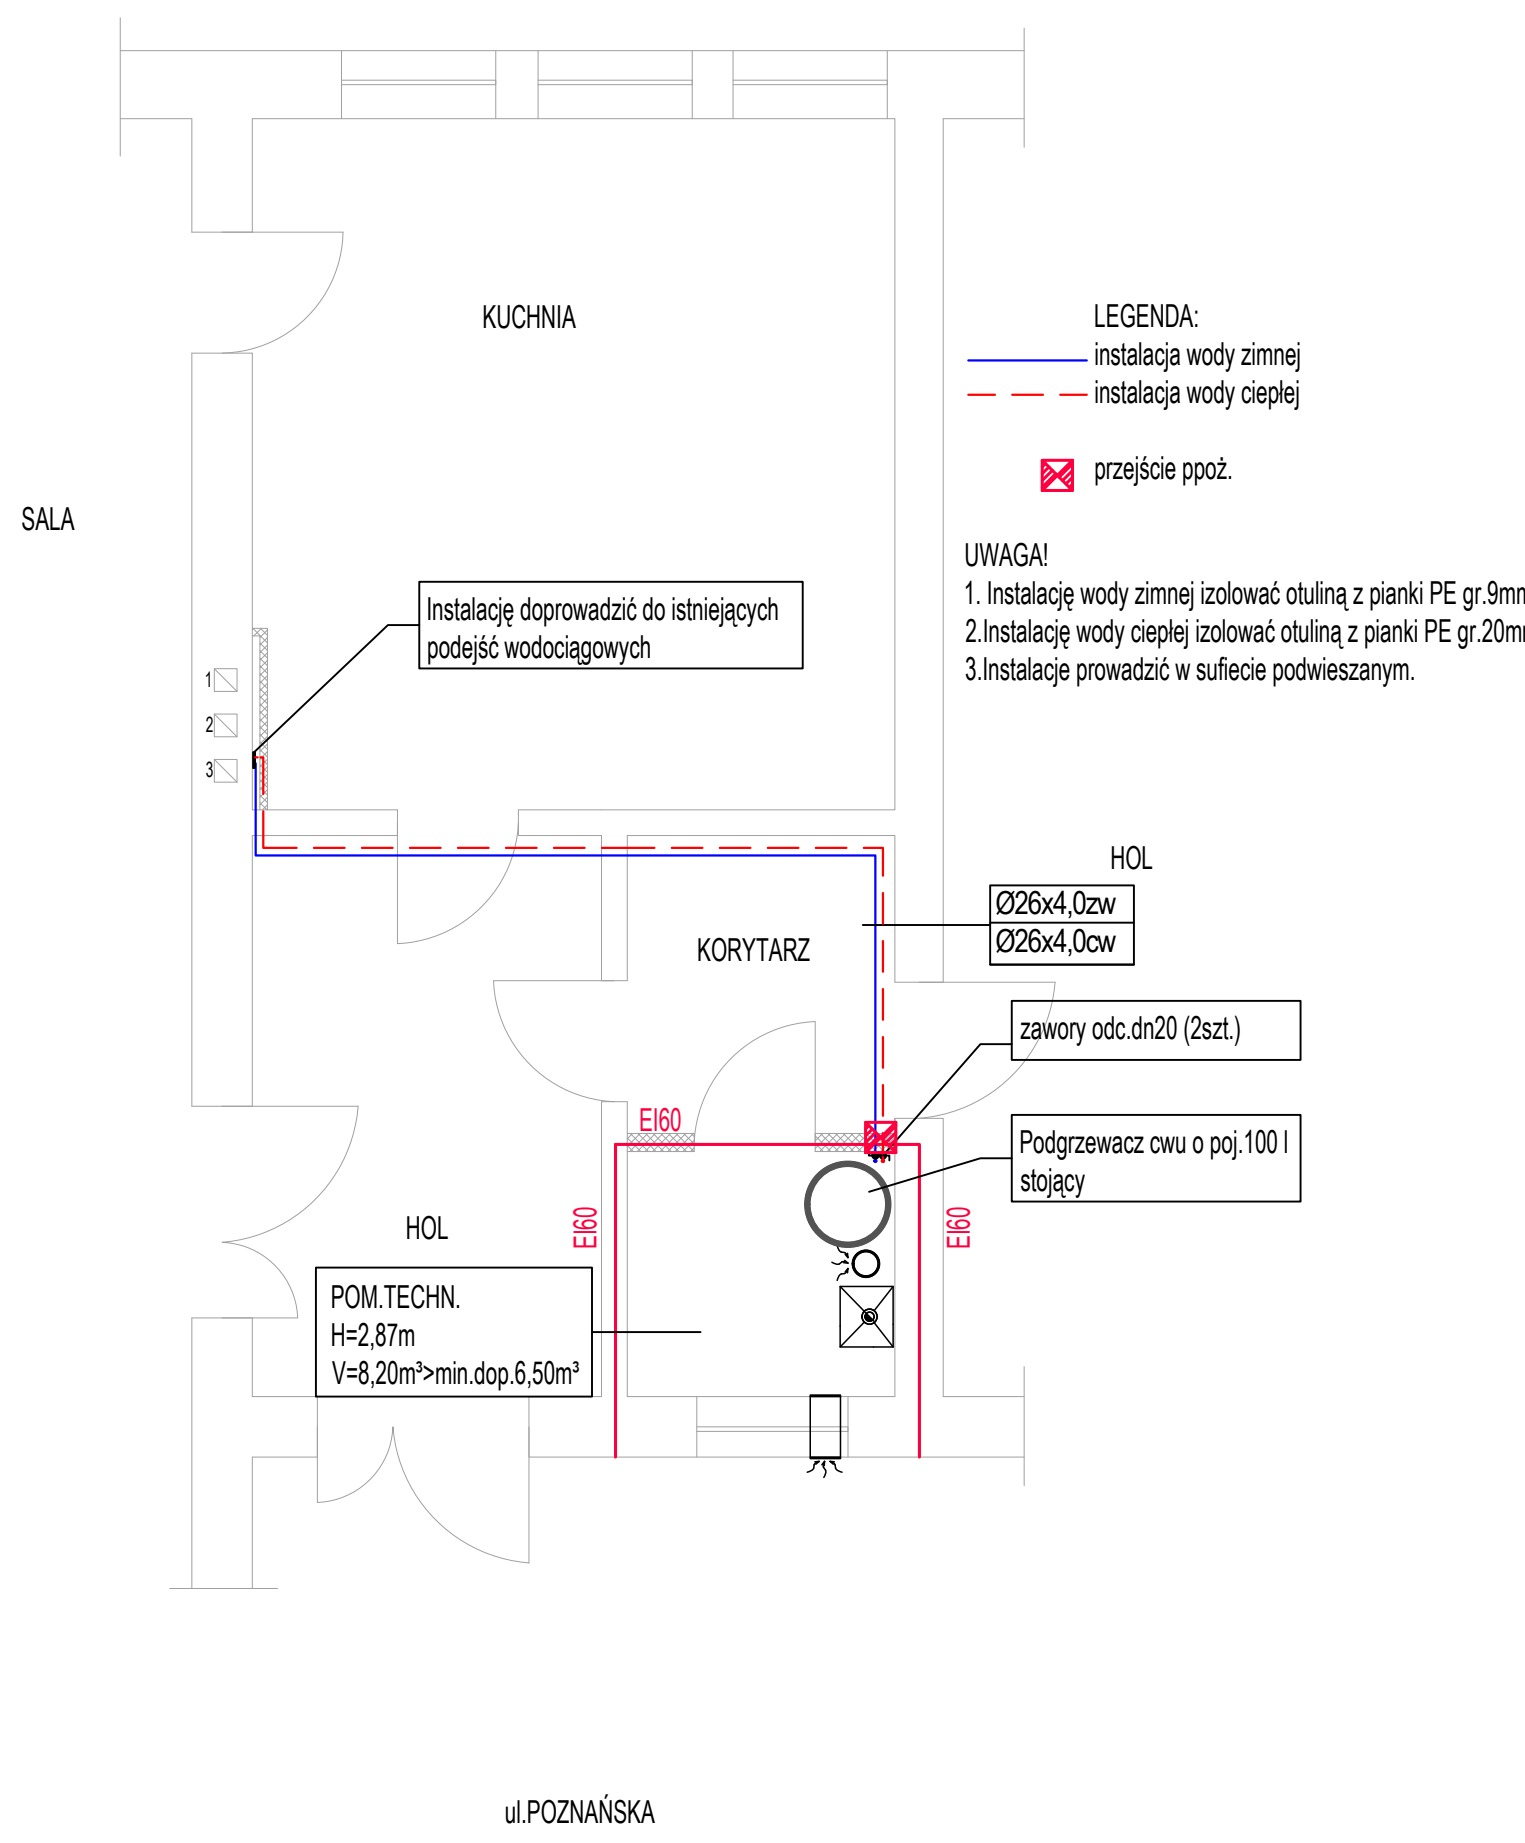 KUCHNIA
LEGENDA:
instalacja wody zimnej
instalacja wody ciepłej
przejście ppoż.
SALA
UWAGA!
1. Instalację wody zimnej izolować otuliną z pianki PE gr.9mm
2.Instalację wody ciepłej izolować otuliną z pianki PE gr.20m
3.Instalacje prowadzić w suficie podwieszanym.
Instalację doprowadzić do istniejących
podejść wodociągowych
1
2
3
HOL
Ø26x4,0zw
Ø26x4,0cw
KORYTARZ
zawory odc.dn20 (2szt.)
EI60
Podgrzewacz cwu o poj.100 l
stojący
EI60
EI60
HOL
POM.TECHN.
H=2,87m
V=8,20m³>min.dop.6,50m³
ul.POZNAŃSKA